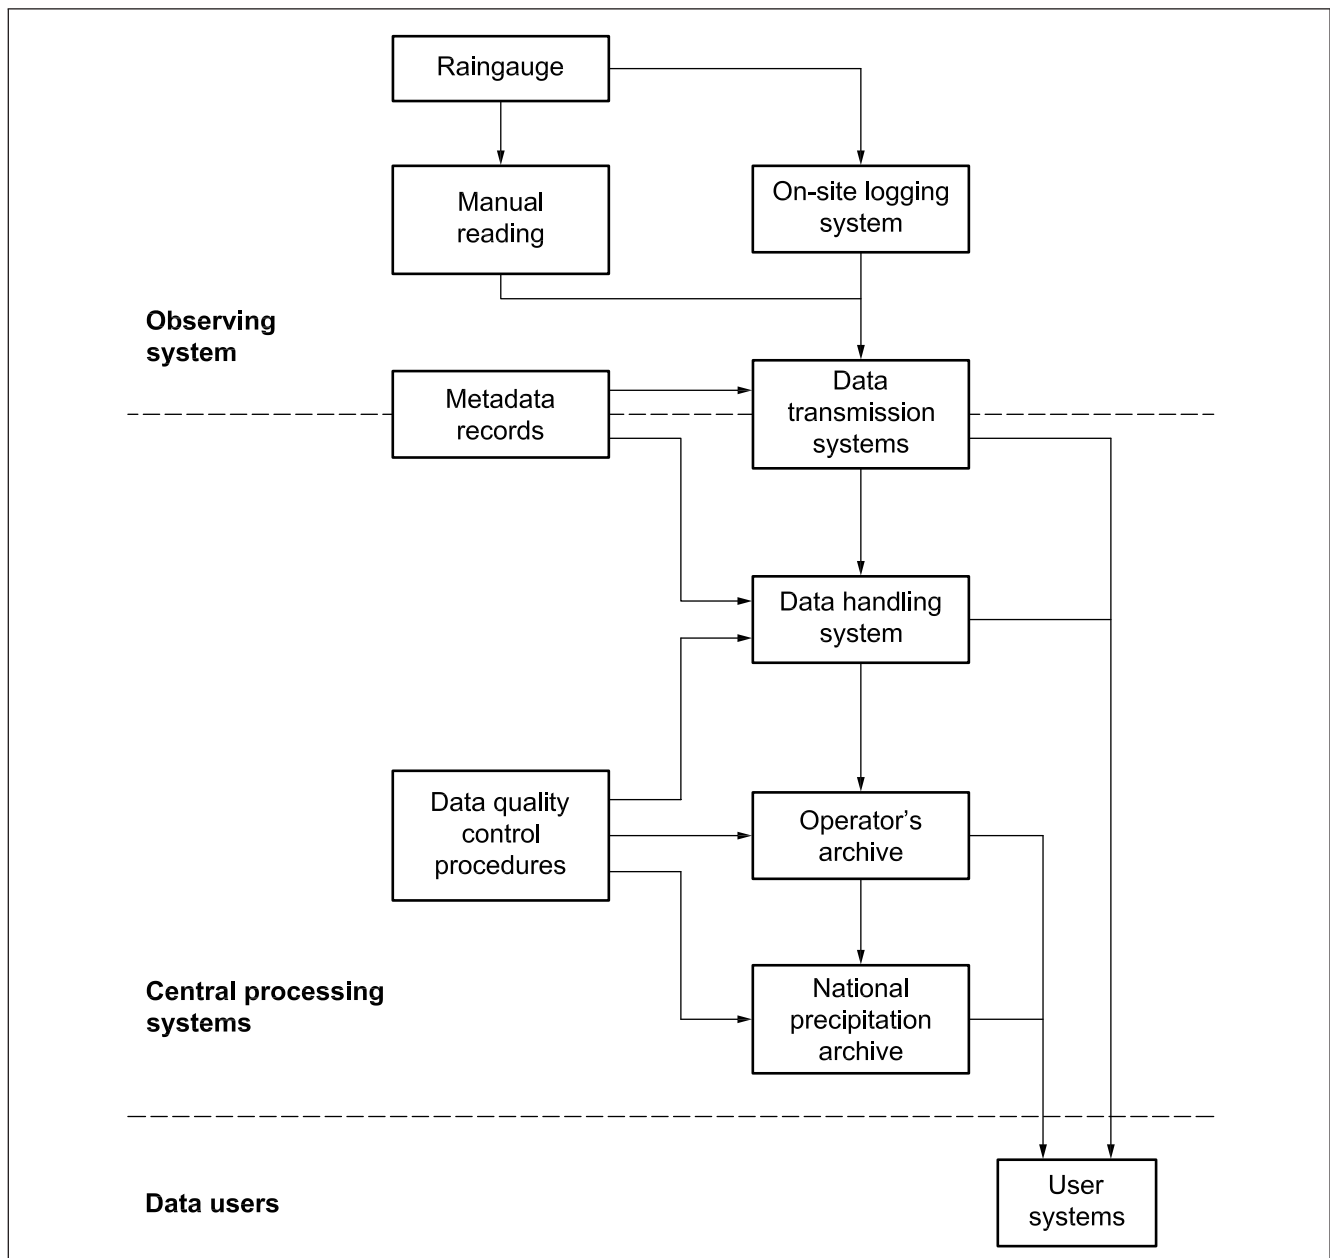 Raingauge
Manual
reading
On-site logging
system
Observing
system
Metadata
records
Data
transmission
systems
Data handling
system
Data quality
control
procedures
Operator’s
archive
Central processing
systems
National
precipitation
archive
Data users
User
systems